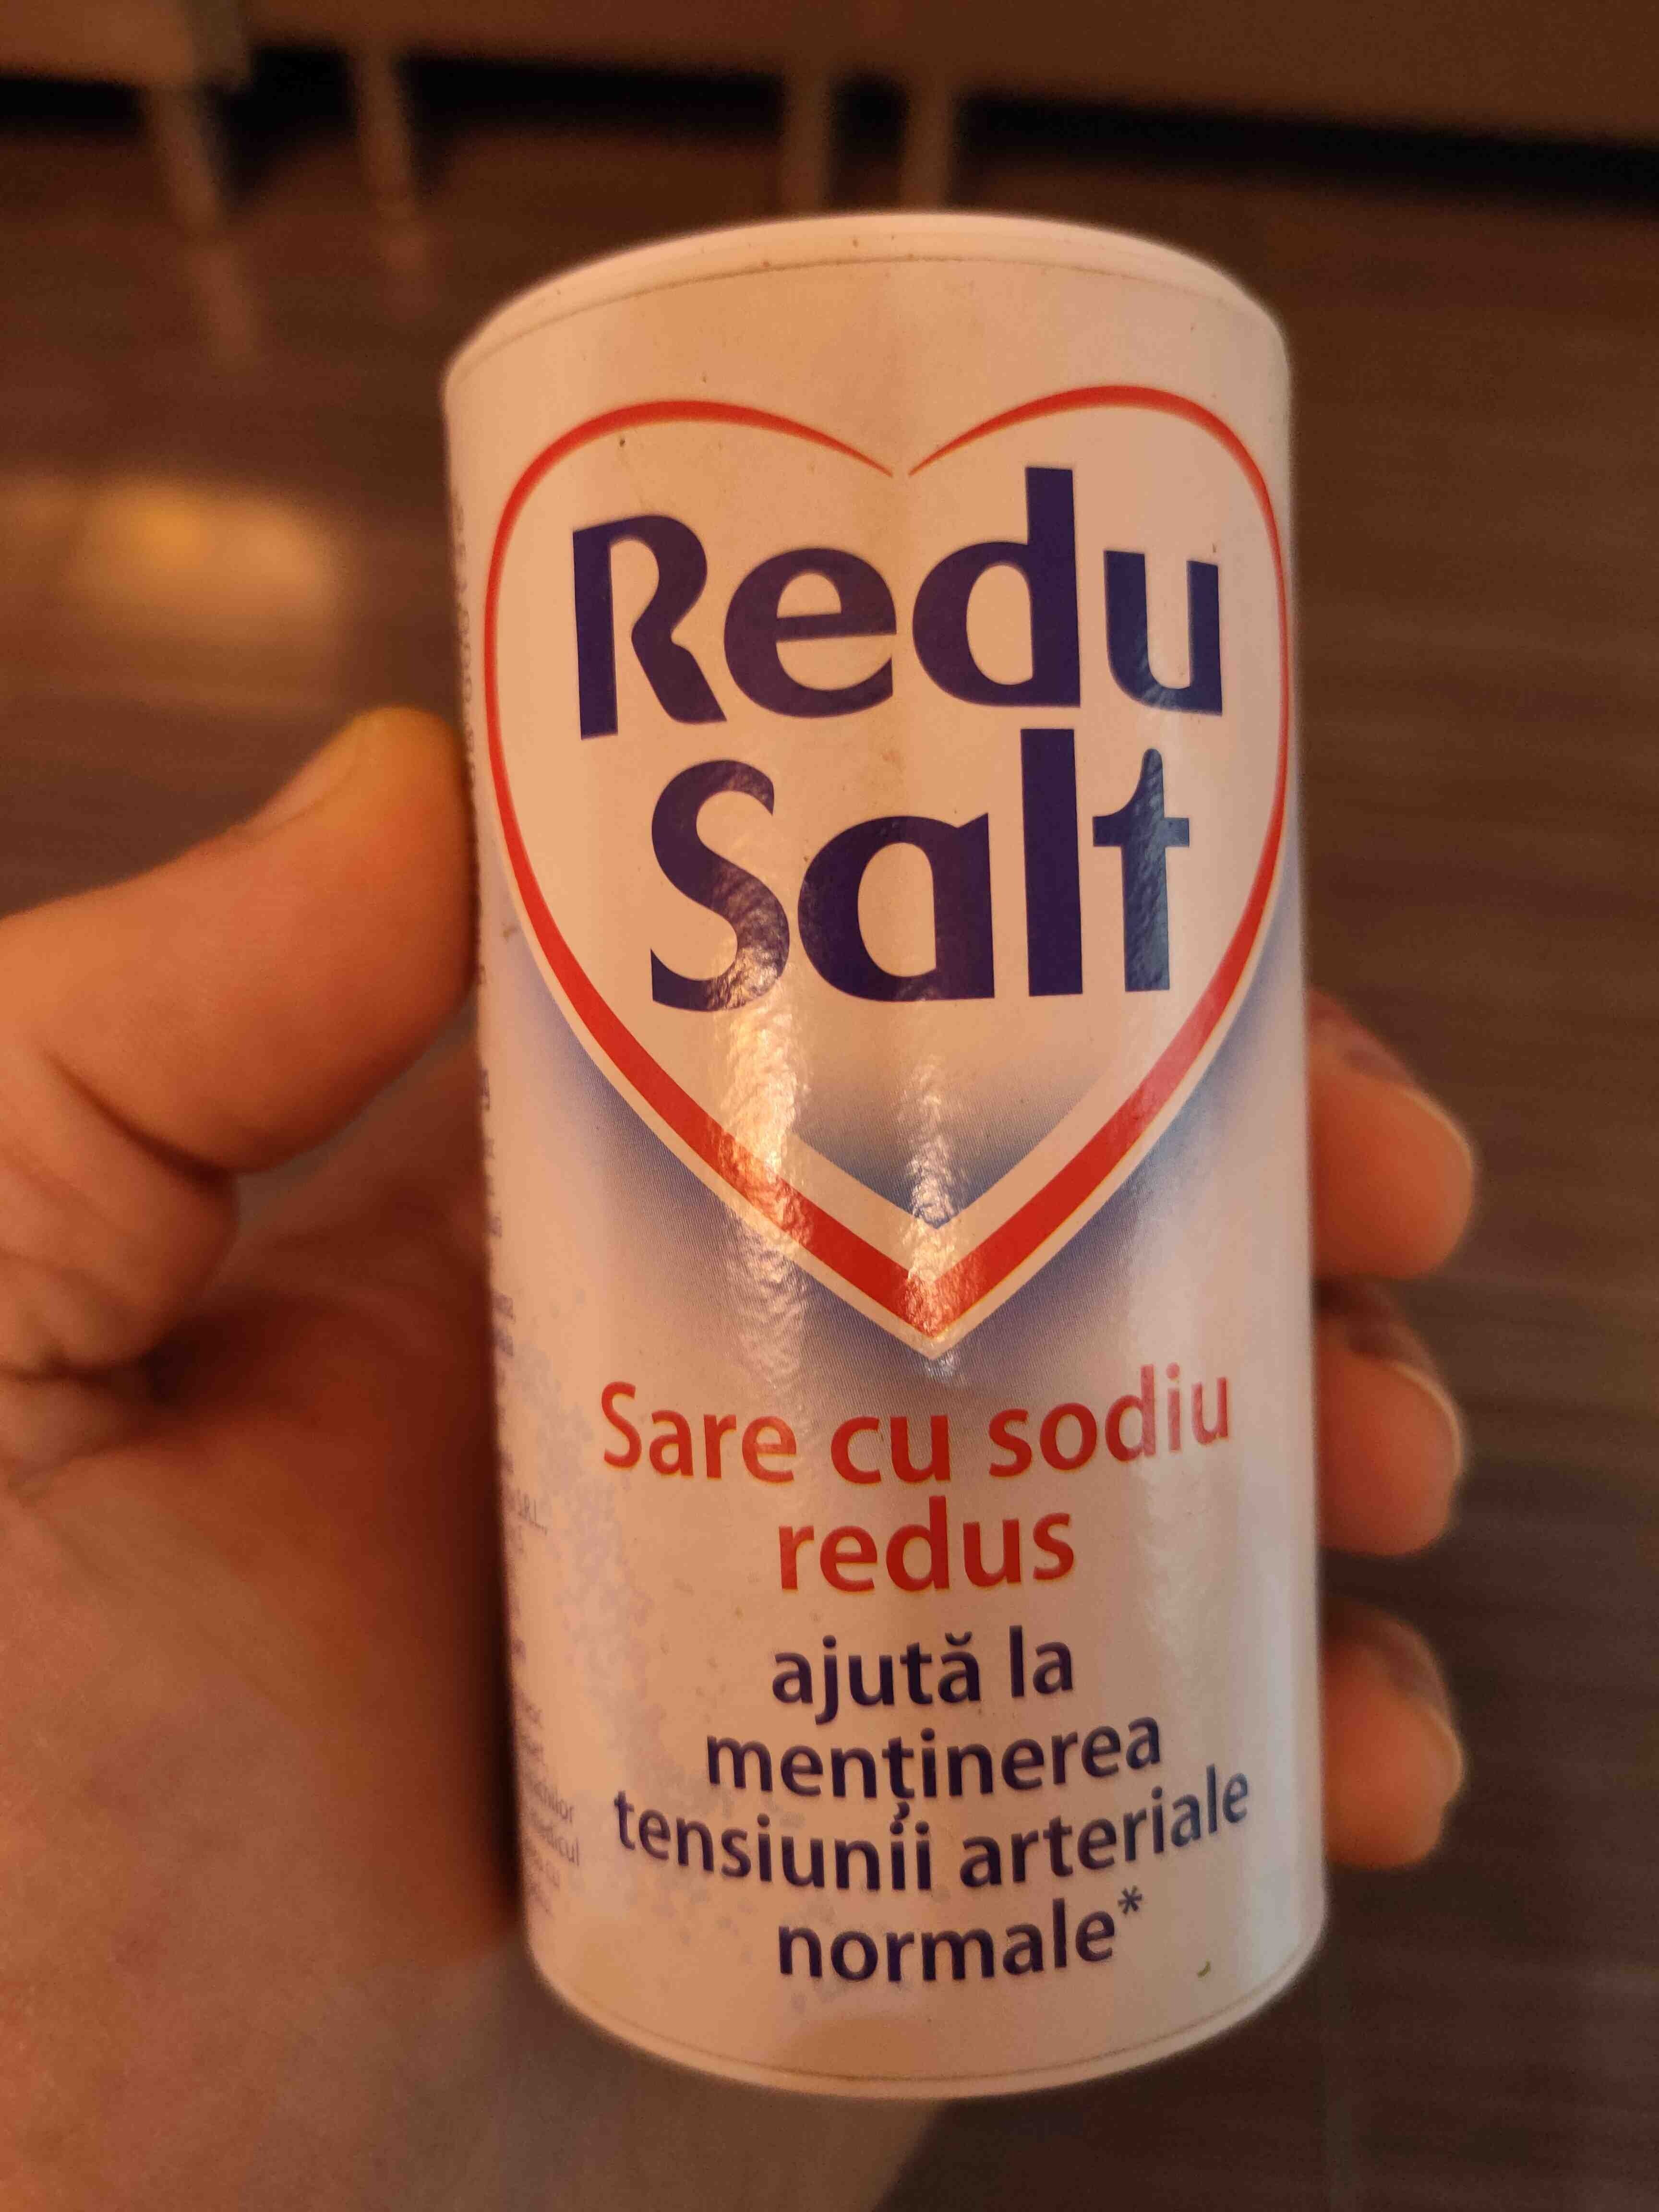 Redu
Salt
Sare cu sodiu
redus
ajută la
menținerea
tensiunii arteriale
normale*
S.R.L.,